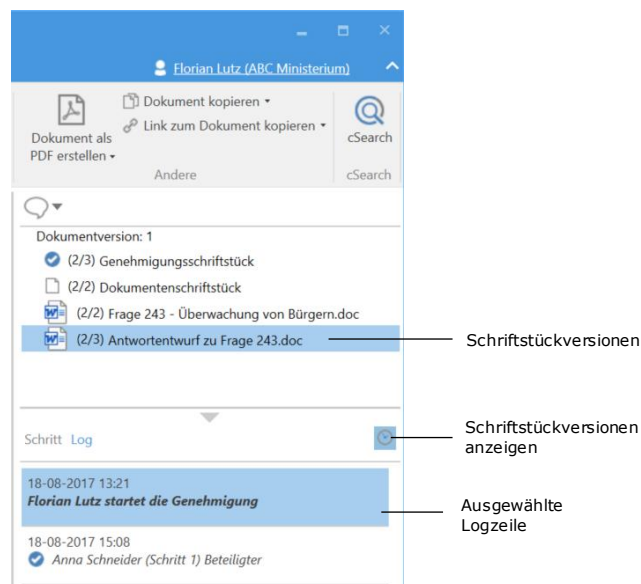 Florian Lutz (ABC Ministerium)
Dokument als
PDF erstellen
Dokument kopieren
Link zum Dokument kopieren
Andere
cSearch
cSearch
Dokumentversion: 1
(2/3) Genehmigungsschriftstück
(2/2) Dokumentenschriftstück
(2/2) Frage 243 - Überwachung von Bürgern.doc
(2/3) Antwortentwurf zu Frage 243.doc
Schriftstückversionen
Schritt Log
Schriftstückversionen
anzeigen
18-08-2017 13:21
Florian Lutz startet die Genehmigung
Ausgewählte
Logzeile
18-08-2017 15:08
Anna Schneider (Schritt 1) Beteiligter